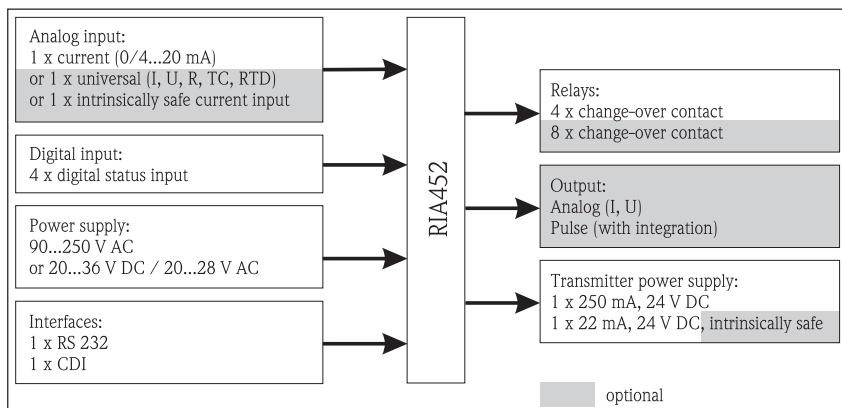 Analog input:
1 x current (0/4...20 mA)
or 1 x universal (I, U, R, TC, RTD)
or 1 x intrinsically safe current input
Digital input:
4 x digital status input
Power supply:
90...250 V AC
or 20...36 V DC / 20...28 V AC
Interfaces:
1 x RS 232
1 x CDI
RIA452
Relays:
4 x change-over contact
8 x change-over contact
Output:
Analog (I, U)
Pulse (with integration)
Transmitter power supply:
1 x 250 mA, 24 V DC
1 x 22 mA, 24 V DC, intrinsically safe
optional